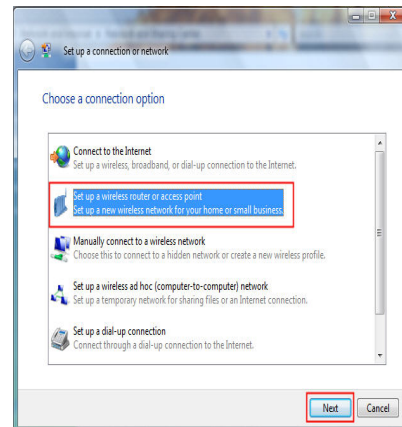 Set up a connection or network
Choose a connection option
Connect to the Internet
Set up a wireless, broadband, or dial-up connection to the Internet.
Set up a wireless router or access point
Set up a new wireless network for your home or small business.
Manually connect to a wireless network
Choose this to connect to a hidden network or create a new wireless profile.
Set up a wireless ad hoc (computer-to-computer) network
Set up a temporary network for sharing files or an Internet connection.
Set up a dial-up connection
Connect through a dial-up connection to the Internet.
Next
Cancel